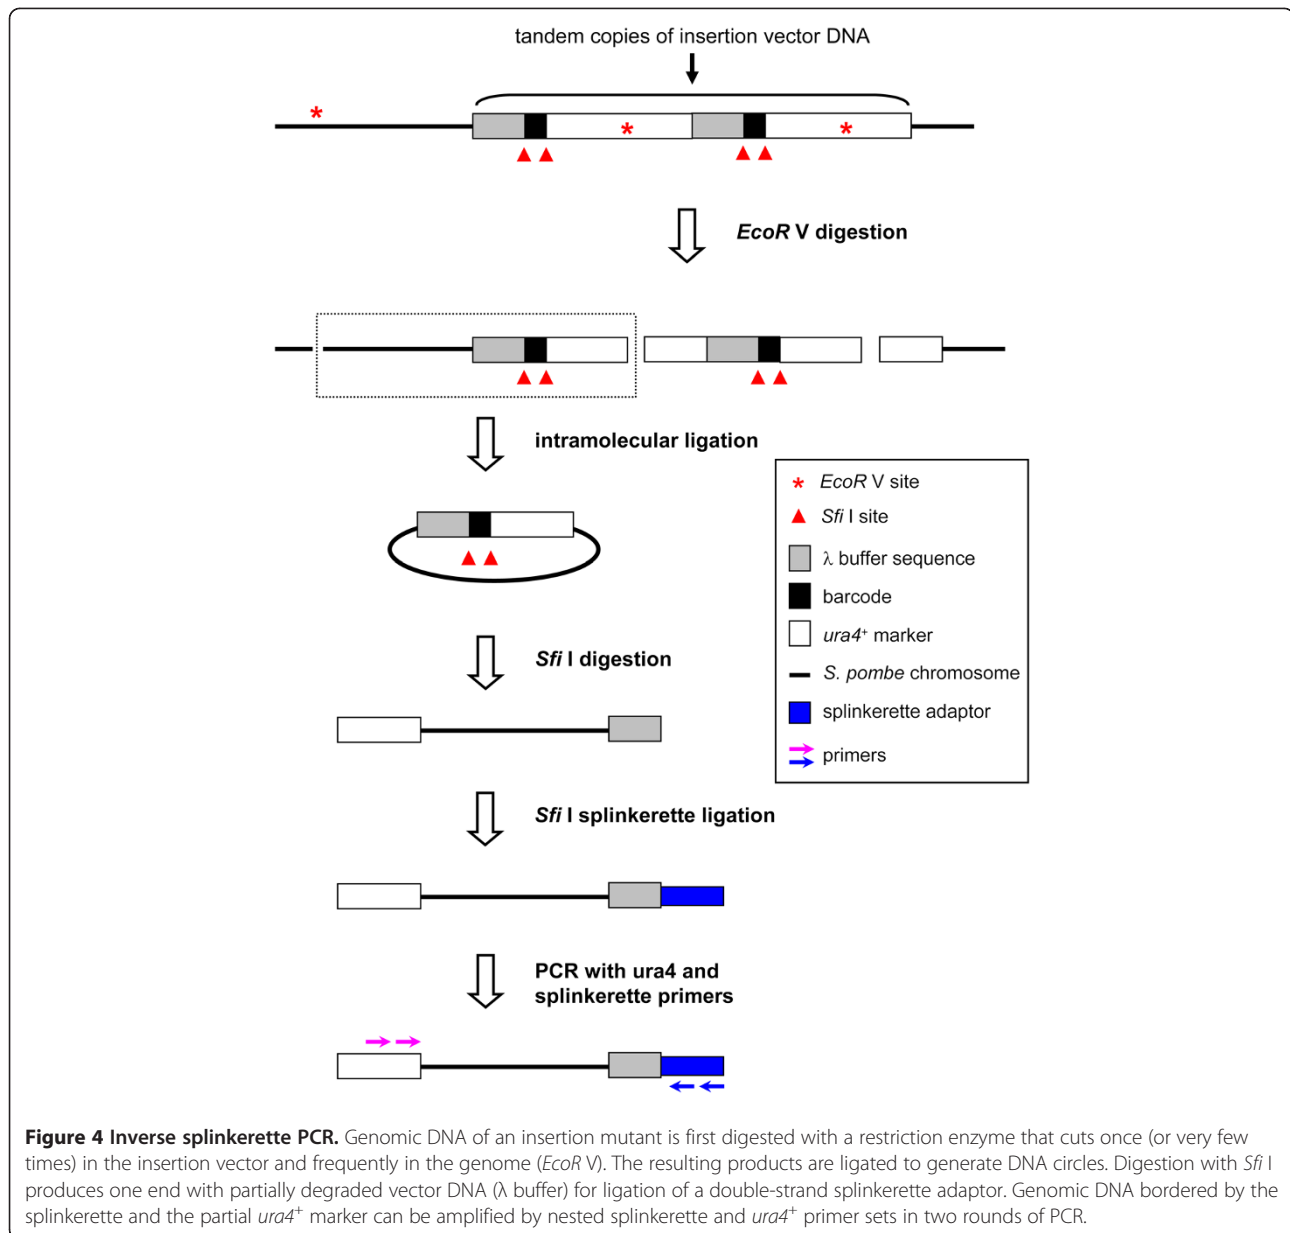 tandem copies of insertion vector DNA
*
*
*
EcoR V digestion
intramolecular ligation
* EcoR V site
Sfi I site
λ buffer sequence
barcode
ura4⁺ marker
S. pombe chromosome
splinkerette adaptor
primers
Sfi I digestion
Sfi I splinkerette ligation
PCR with ura4 and
splinkerette primers
Figure 4 Inverse splinkerette PCR. Genomic DNA of an insertion mutant is first digested with a restriction enzyme that cuts once (or very few
times) in the insertion vector and frequently in the genome (EcoR V). The resulting products are ligated to generate DNA circles. Digestion with Sfi I
produces one end with partially degraded vector DNA (λ buffer) for ligation of a double-strand splinkerette adaptor. Genomic DNA bordered by the
splinkerette and the partial ura4⁺ marker can be amplified by nested splinkerette and ura4⁺ primer sets in two rounds of PCR.